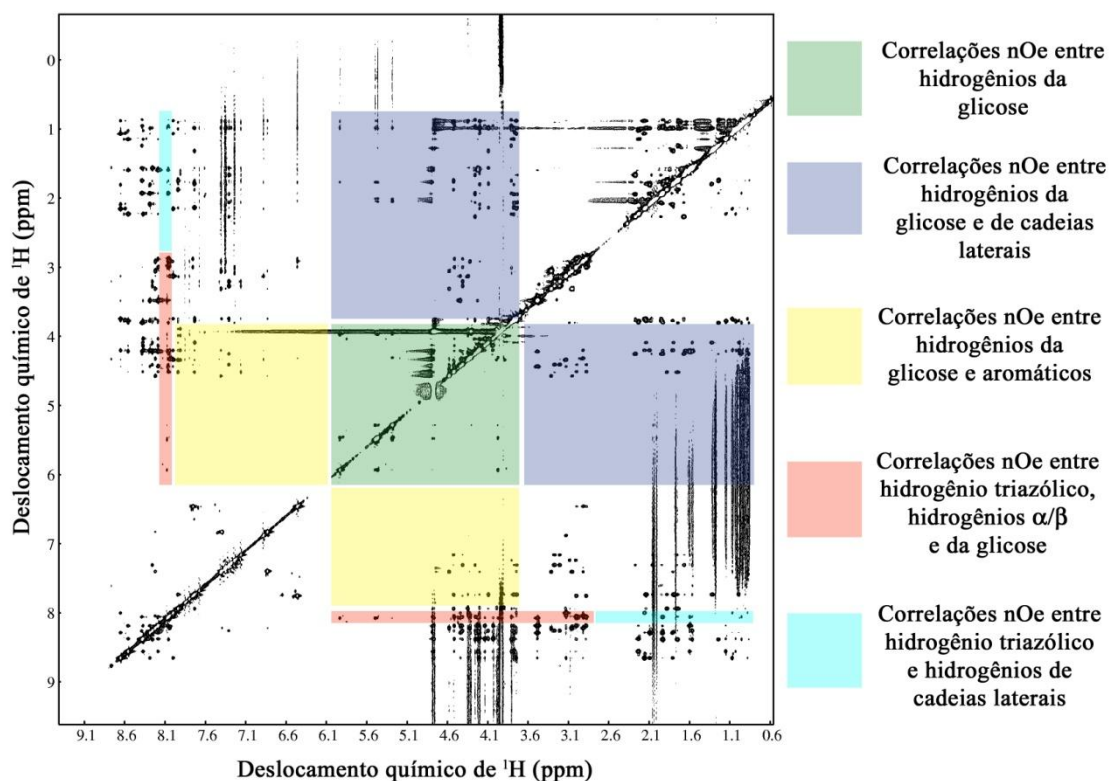 0
1
2
3
4
5
6
7
8
9
Deslocamento químico de ¹H (ppm)
9.1 8.6 8.1 7.6 7.1 6.6 6.1 5.6 5.1 4.6 4.1 3.6 3.1 2.6 2.1 1.6 1.1 0.6
Deslocamento químico de ¹H (ppm)
Correlações nOe entre
hidrogênios da
glicose
Correlações nOe entre
hidrogênios da
glicose e de cadeias
laterais
Correlações nOe entre
hidrogênios da
glicose e aromáticos
Correlações nOe entre
hidrogênio triazólico,
hidrogênios α/β
e da glicose
Correlações nOe entre
hidrogênio triazólico
e hidrogênios de
cadeias laterais